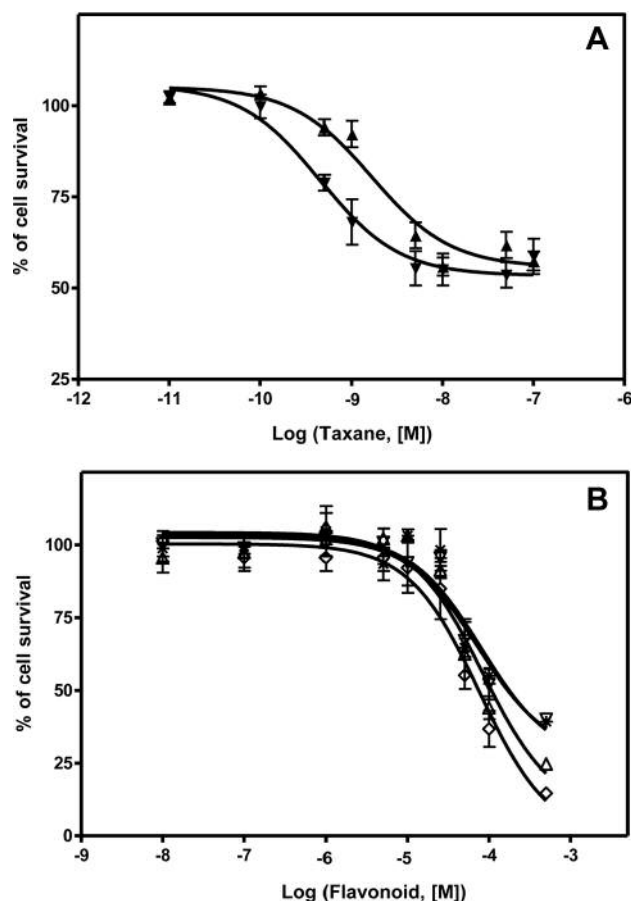 A
% of cell survival
100
75
50
25
-12 -11 -10 -9 -8 -7 -6
Log (Taxane, [M])
B
% of cell survival
100
75
50
25
0
-9 -8 -7 -6 -5 -4 -3
Log (Flavonoid, [M])